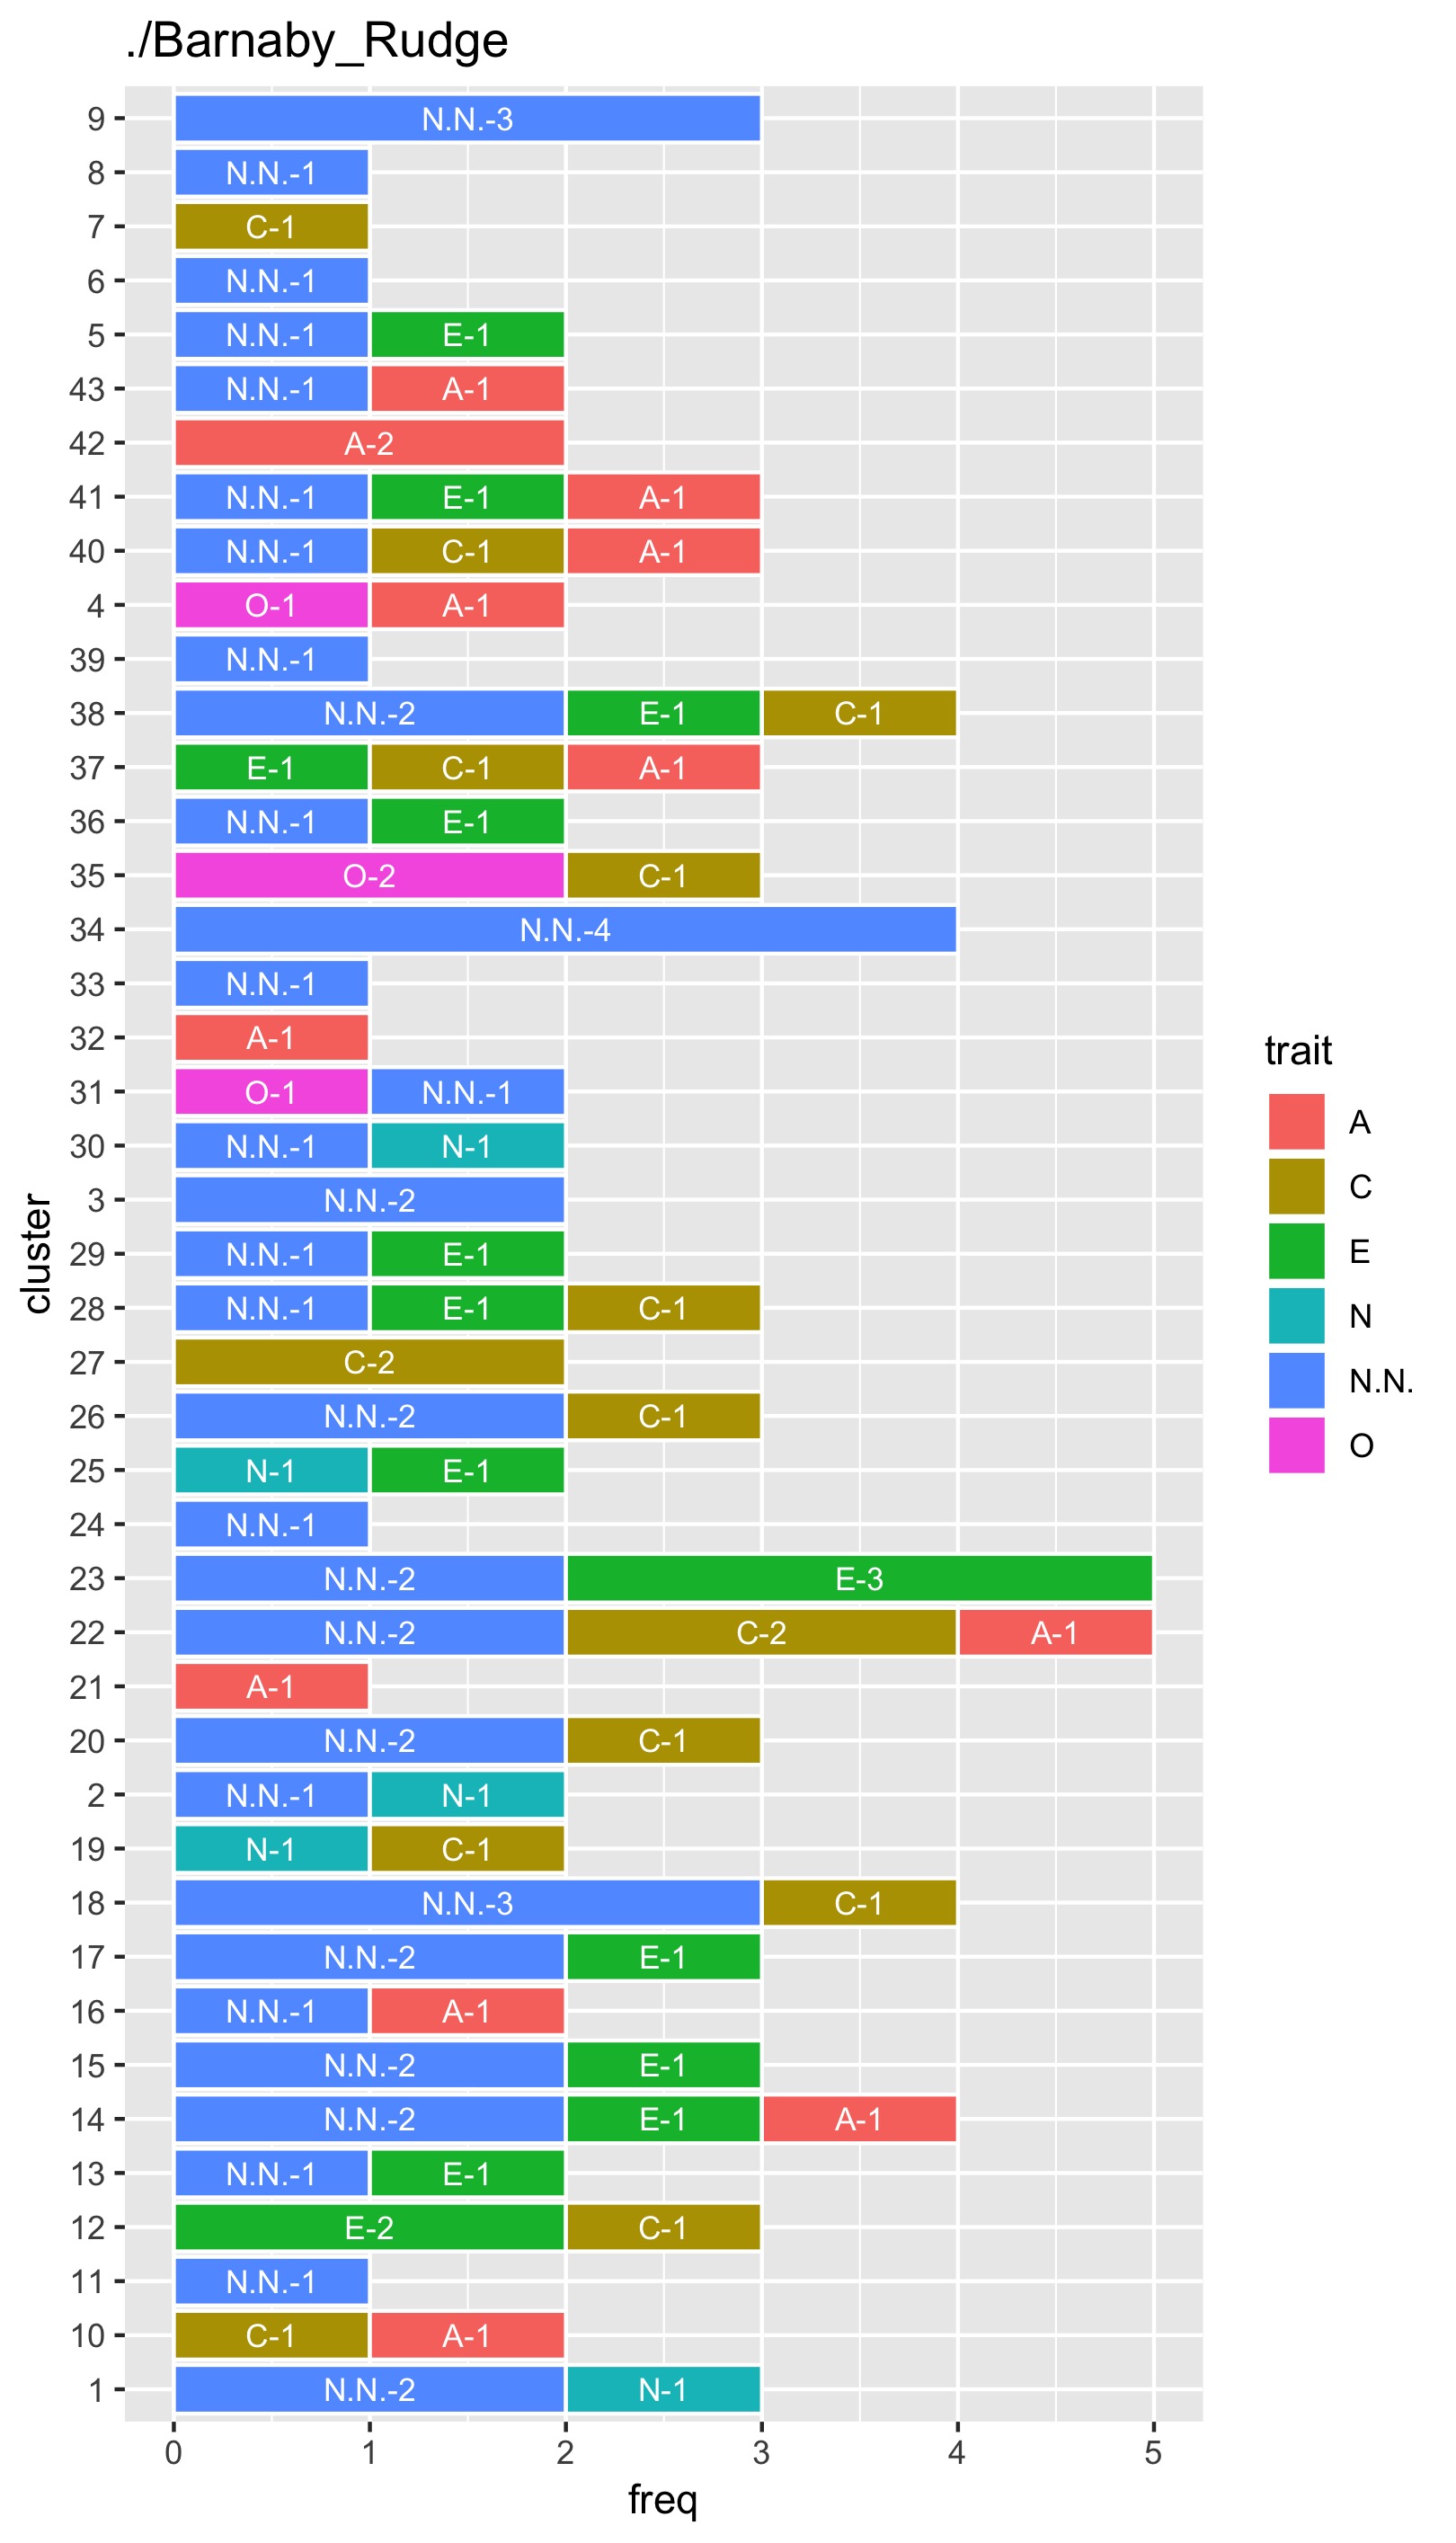 ./Barnaby_Rudge
9 N.N.-3
8 N.N.-1
7 C-1
6 N.N.-1
5 N.N.-1 E-1
43 N.N.-1 A-1
42 A-2
41 N.N.-1 E-1 A-1
40 N.N.-1 C-1 A-1
4 O-1 A-1
39 N.N.-1
38 N.N.-2 E-1 C-1
37 E-1 C-1 A-1
36 N.N.-1 E-1
35 O-2 C-1
34 N.N.-4
33 N.N.-1
32 A-1
31 O-1 N.N.-1
30 N.N.-1 N-1
3 N.N.-2
29 N.N.-1 E-1
28 N.N.-1 E-1 C-1
27 C-2
26 N.N.-2 C-1
25 N-1 E-1
24 N.N.-1
23 N.N.-2 E-3
22 N.N.-2 C-2 A-1
21 A-1
20 N.N.-2 C-1
2 N.N.-1 N-1
19 N-1 C-1
18 N.N.-3 C-1
17 N.N.-2 E-1
16 N.N.-1 A-1
15 N.N.-2 E-1
14 N.N.-2 E-1 A-1
13 N.N.-1 E-1
12 E-2 C-1
11 N.N.-1
10 C-1 A-1
1 N.N.-2 N-1
0 1 2 3 4 5
freq
cluster
trait
A
C
E
N
N.N.
O